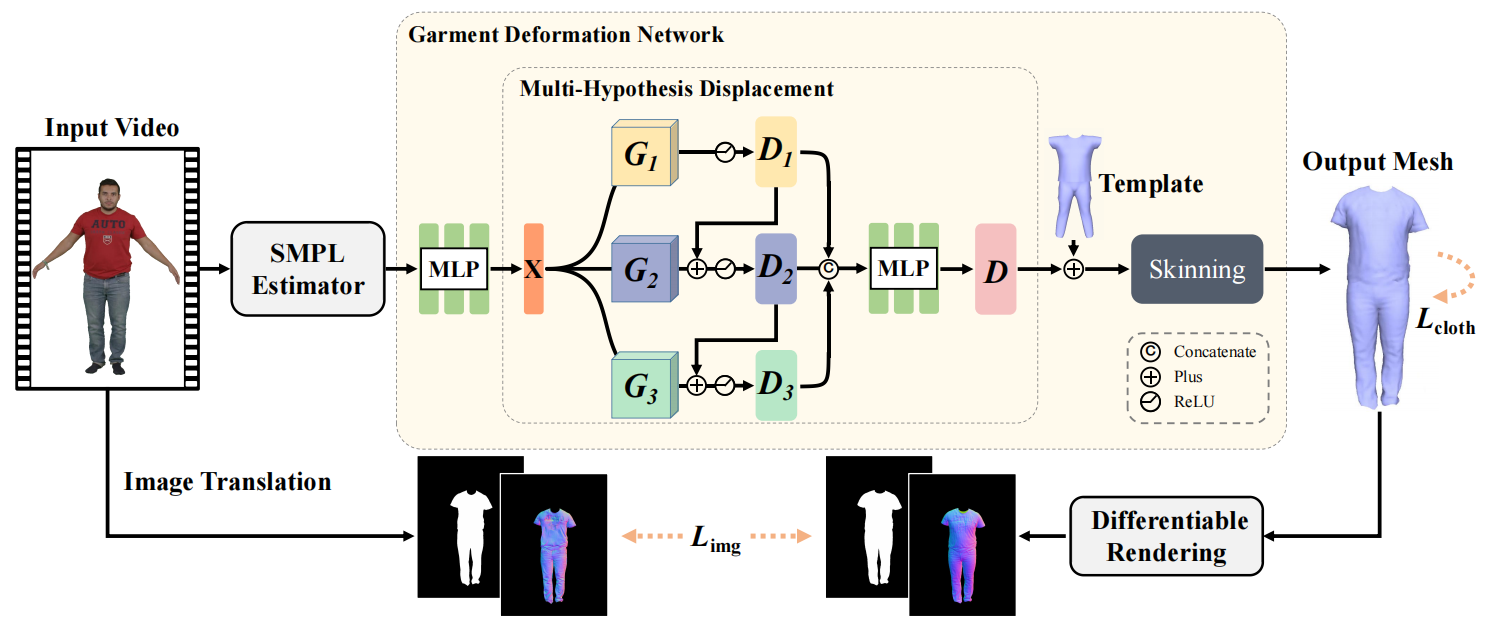 Garment Deformation Network
Multi-Hypothesis Displacement
Input Video
AUTO
SMPL
Estimator
MLP
X
G1
D1
G2
D2
G3
D3
C
MLP
D
Template
Skinning
Output Mesh
Lcloth
C Concatenate
Plus
ReLU
Image Translation
Limg
Differentiable
Rendering